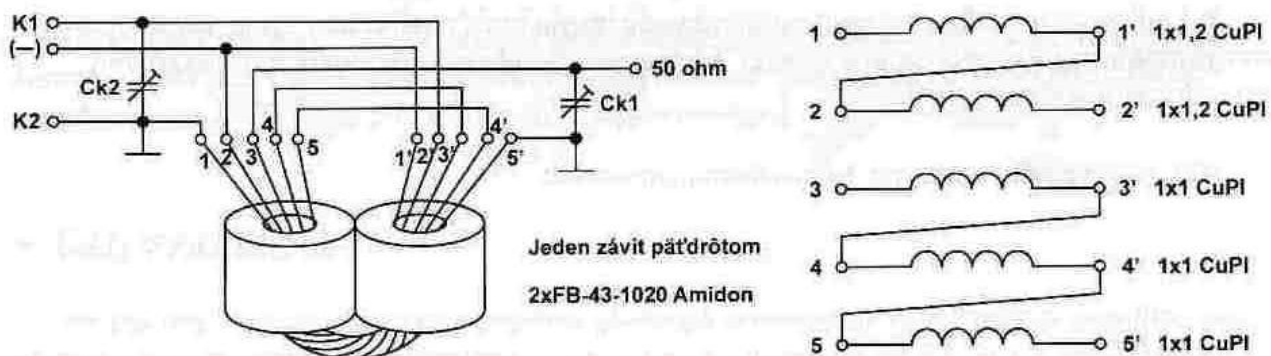 K1
(—)
Ck2
K2
50 ohm
Ck1
1 2 3 4 5
1' 2' 3' 4' 5'
Jeden závit päťdrôtom
2xFB-43-1020 Amidon
1 1' 1x1,2 CuPl
2 2' 1x1,2 CuPl
3 3' 1x1 CuPl
4 4' 1x1 CuPl
5 5' 1x1 CuPl